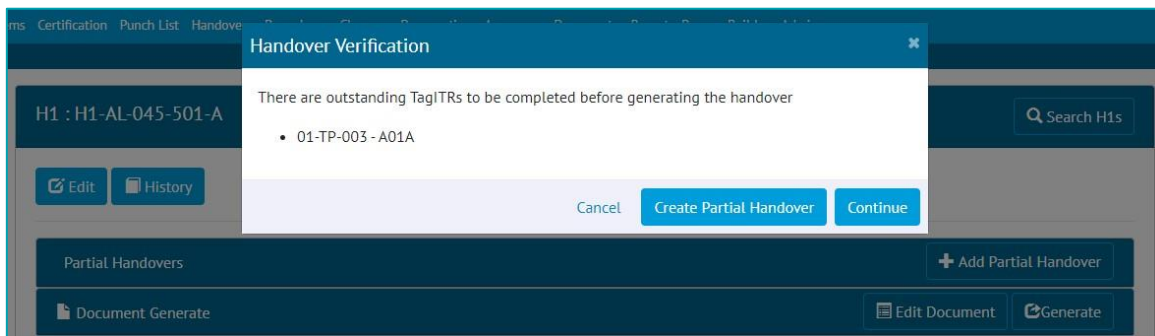 ms Certification Punch List Handove
Handover Verification
There are outstanding TagITRs to be completed before generating the handover
• 01-TP-003 - A01A
Cancel Create Partial Handover Continue
H1 : H1-AL-045-501-A Search H1s
Edit History
Partial Handovers Add Partial Handover
Document Generate Edit Document Generate